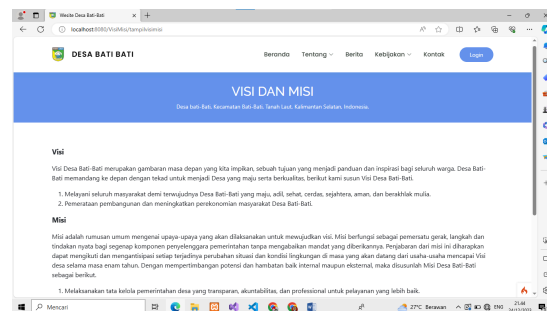 Wesite Desa Bati-Bati
localhost:8080/VisiMisi/tampilvisimisi
DESA BATI BATI
Beranda Tentang Berita Kebijakan Kontak Login
VISI DAN MISI
Desa bati-Bati, Kecamatan Bati-Bati, Tanah Laut, Kalimantan Selatan, Indonesia.
Visi
Visi Desa Bati-Bati merupakan gambaran masa depan yang kita impikan, sebuah tujuan yang menjadi panduan dan inspirasi bagi seluruh warga. Desa Bati-
Bati memandang ke depan dengan tekad untuk menjadi Desa yang maju serta berkualitas, berikut kami susun Visi Desa Bati-Bati.
1. Melayani seluruh masyarakat demi terwujudnya Desa Bati-Bati yang maju, adil, sehat, cerdas, sejahtera, aman, dan berakhlak mulia.
2. Pemerataan pembangunan dan meningkatkan perekonomian masyarakat Desa Bati-Bati.
Misi
Misi adalah rumusan umum mengenai upaya-upaya yang akan dilaksanakan untuk mewujudkan visi. Misi berfungsi sebagai pemersatu gerak, langkah dan
tindakan nyata bagi segenap komponen penyelenggara pemerintahan tanpa mengabaikan mandat yang diberikannya. Penjabaran dari misi ini diharapkan
dapat mengikuti dan mengantisipasi setiap terjadinya perubahan situasi dan kondisi lingkungan di masa yang akan datang dari usaha-usaha mencapai Visi
desa selama masa enam tahun. Dengan mempertimbangan potensi dan hambatan baik internal maupun eksternal, maka disusunlah Misi Desa Bati-Bati
sebagai berikut.
1. Melaksanakan tata kelola pemerintahan desa yang transparan, akuntabilitas, dan professional untuk pelayanan yang lebih baik.
Mencari
27°C Berawan ENG 21.44
24/12/2023